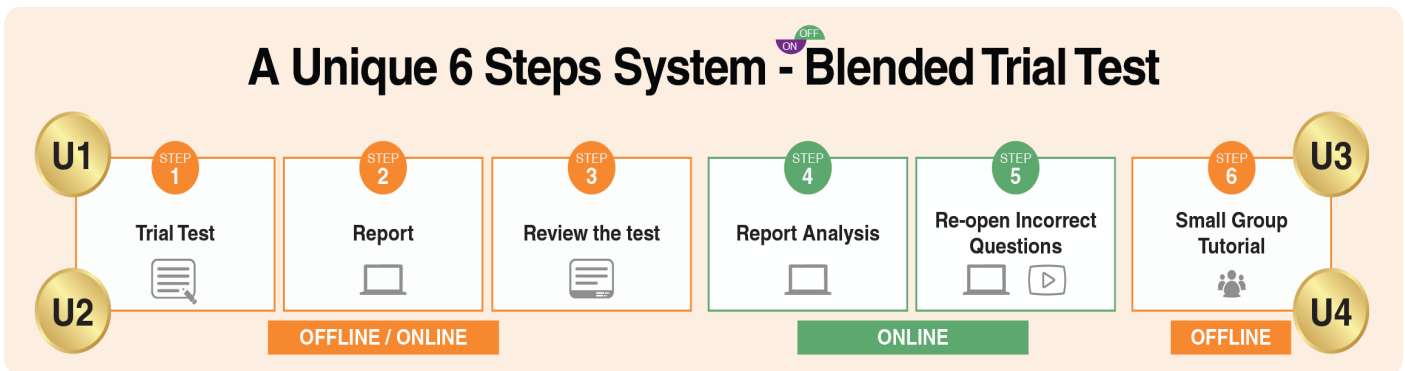 OFF
ON
A Unique 6 Steps System - Blended Trial Test
U1
U2
STEP
1
Trial Test
STEP
2
Report
STEP
3
Review the test
OFFLINE / ONLINE
STEP
4
Report Analysis
STEP
5
Re-open Incorrect
Questions
ONLINE
STEP
6
Small Group
Tutorial
OFFLINE
U3
U4